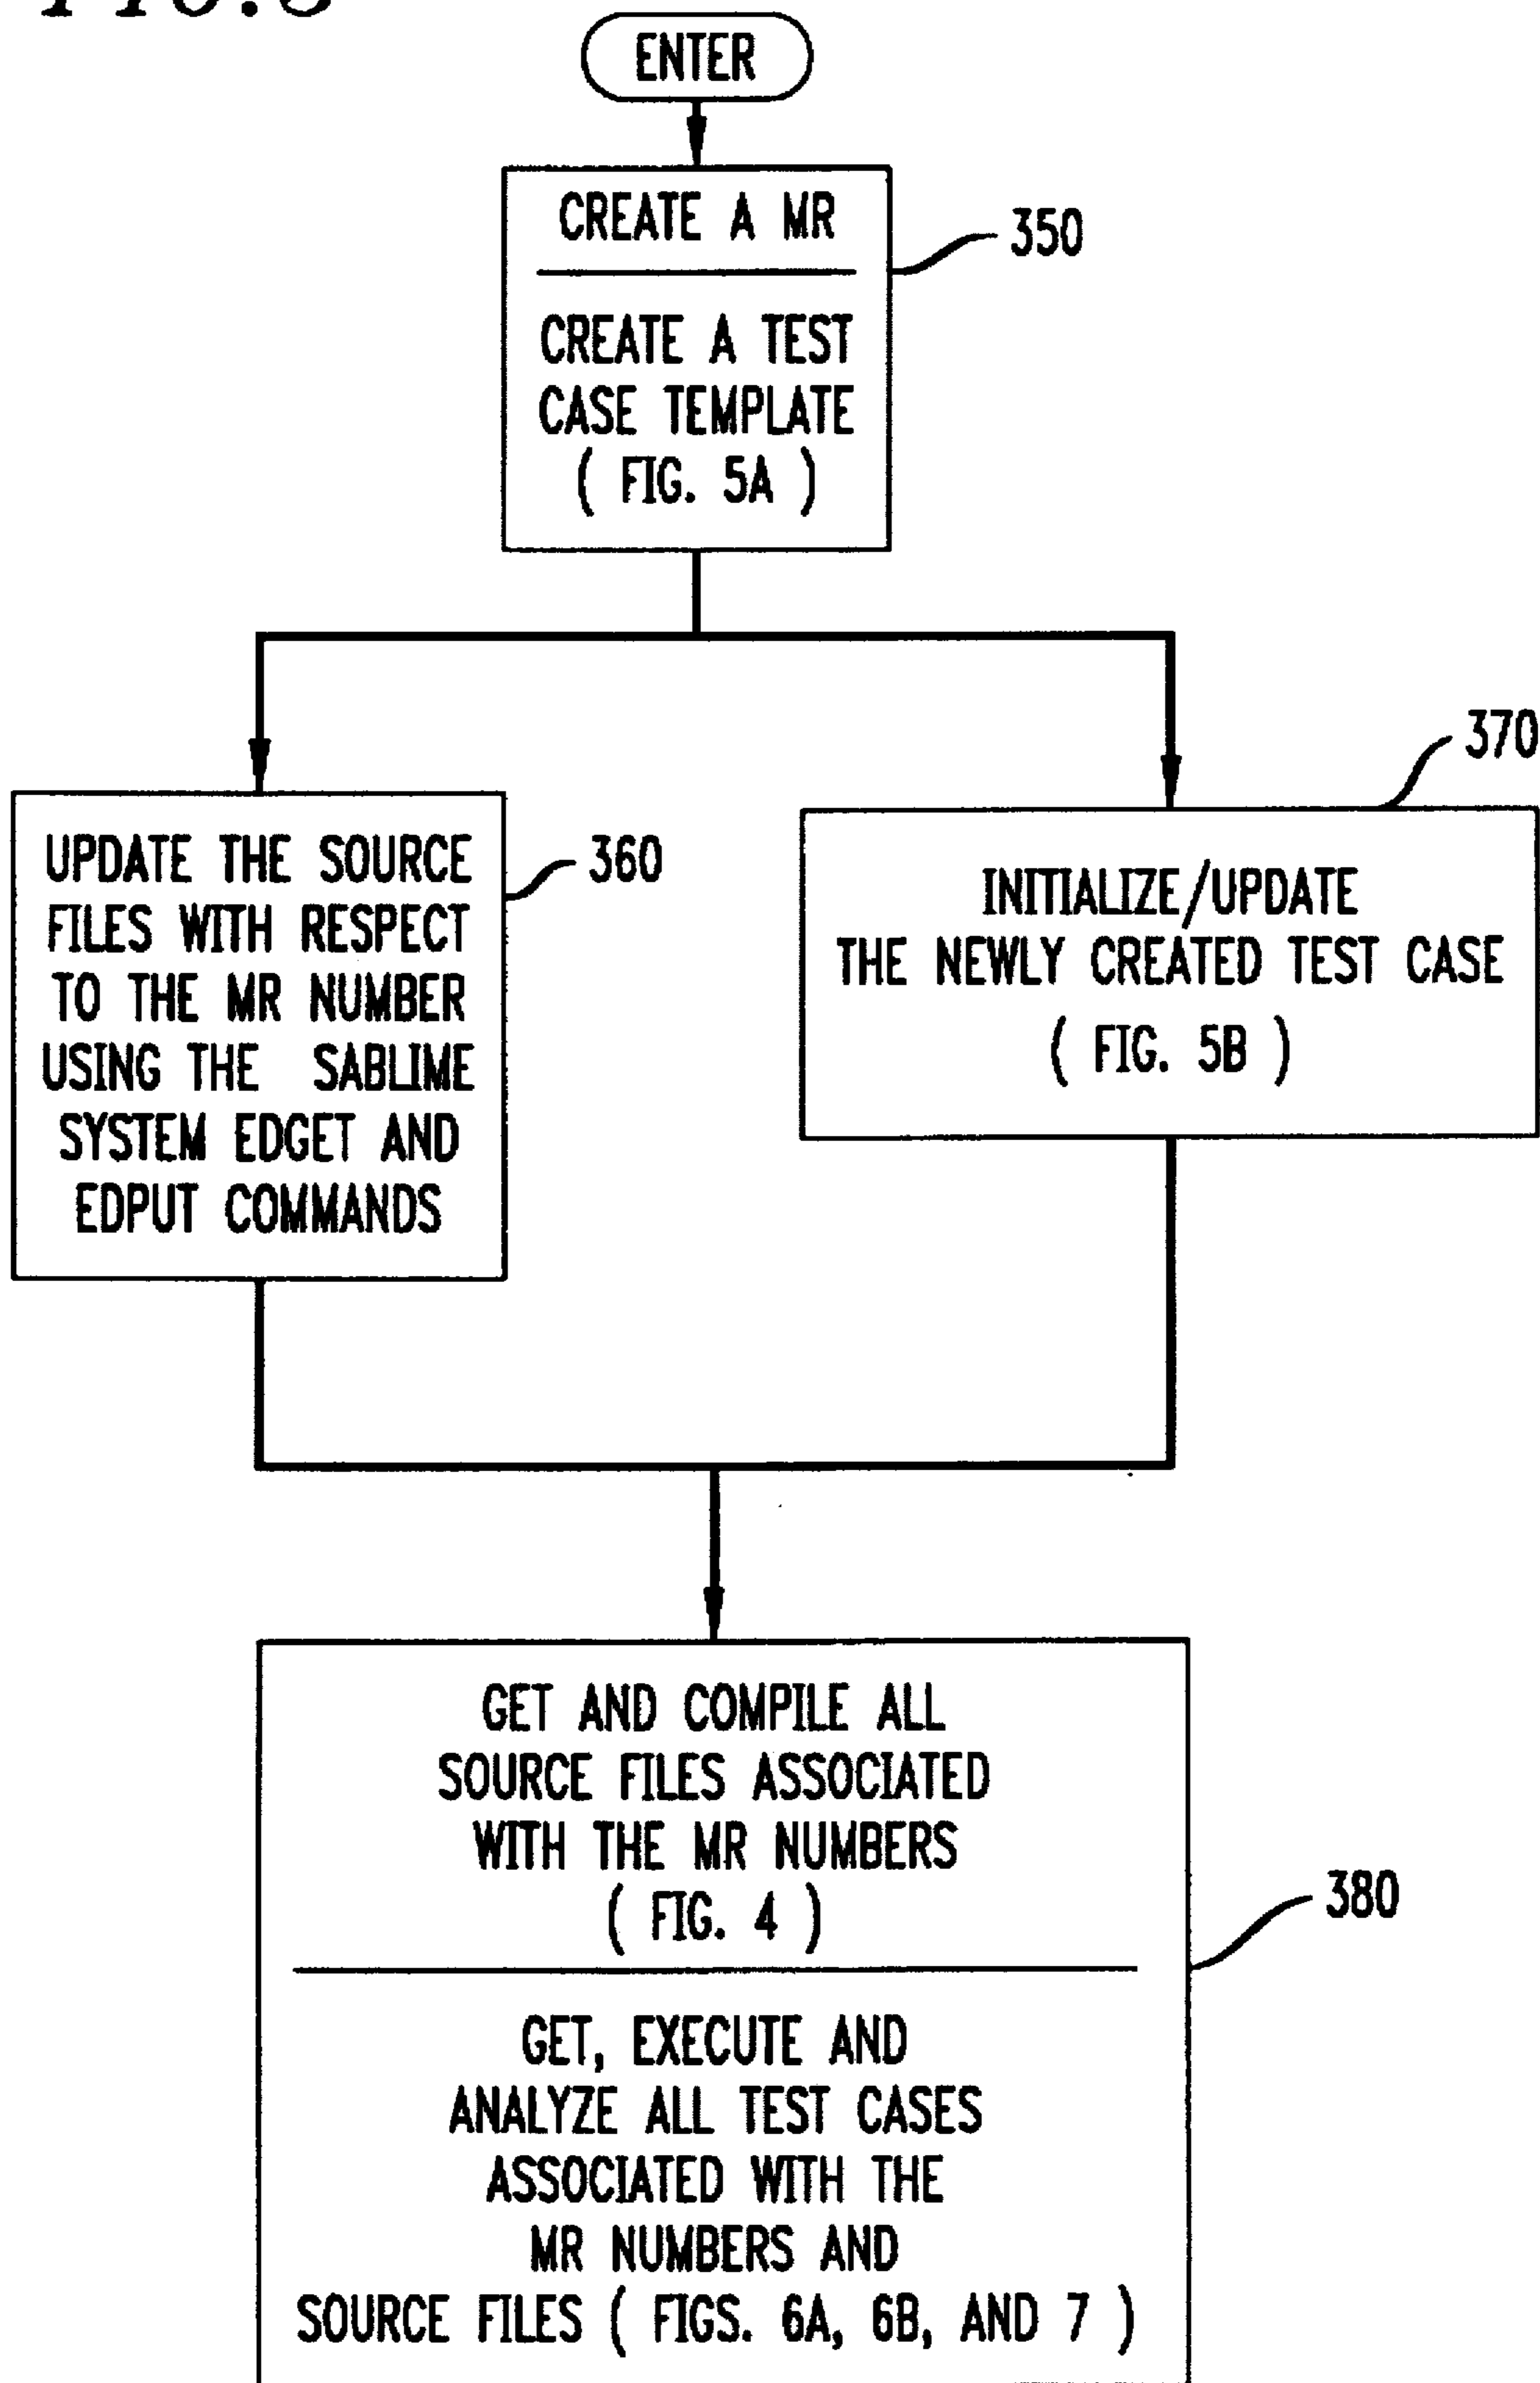 ENTER
CREATE A MR
350
CREATE A TEST
CASE TEMPLATE
( FIG. 5A )
370
UPDATE THE SOURCE
FILES WITH RESPECT
TO THE MR NUMBER
USING THE SABLIME
SYSTEM EDGET AND
EDPUT COMMANDS
360
INITIALIZE/UPDATE
THE NEWLY CREATED TEST CASE
( FIG. 5B )
GET AND COMPILE ALL
SOURCE FILES ASSOCIATED
WITH THE MR NUMBERS
( FIG. 4 )
380
GET, EXECUTE AND
ANALYZE ALL TEST CASES
ASSOCIATED WITH THE
MR NUMBERS AND
SOURCE FILES ( FIGS. 6A, 6B, AND 7 )